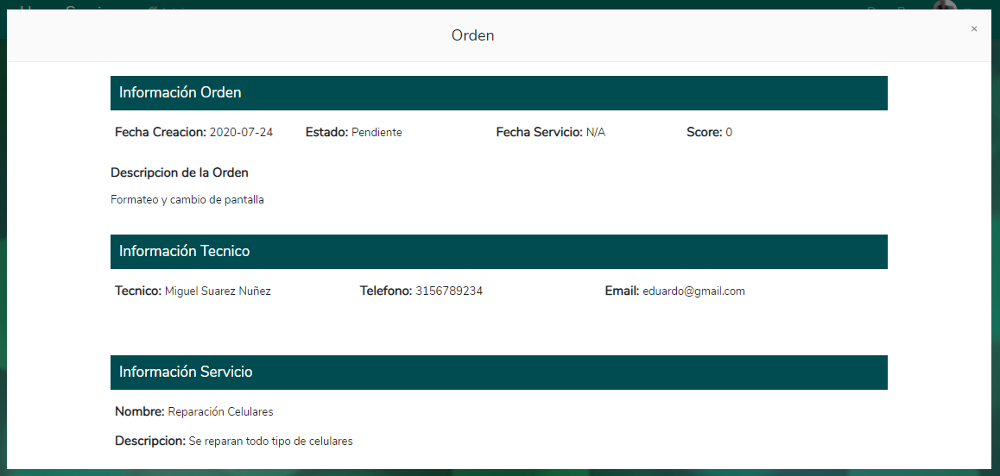 Orden
×
Información Orden
Fecha Creacion: 2020-07-24 Estado: Pendiente Fecha Servicio: N/A Score: 0
Descripcion de la Orden
Formateo y cambio de pantalla
Información Tecnico
Tecnico: Miguel Suarez Nuñez Telefono: 3156789234 Email: eduardo@gmail.com
Información Servicio
Nombre: Reparación Celulares
Descripcion: Se reparan todo tipo de celulares